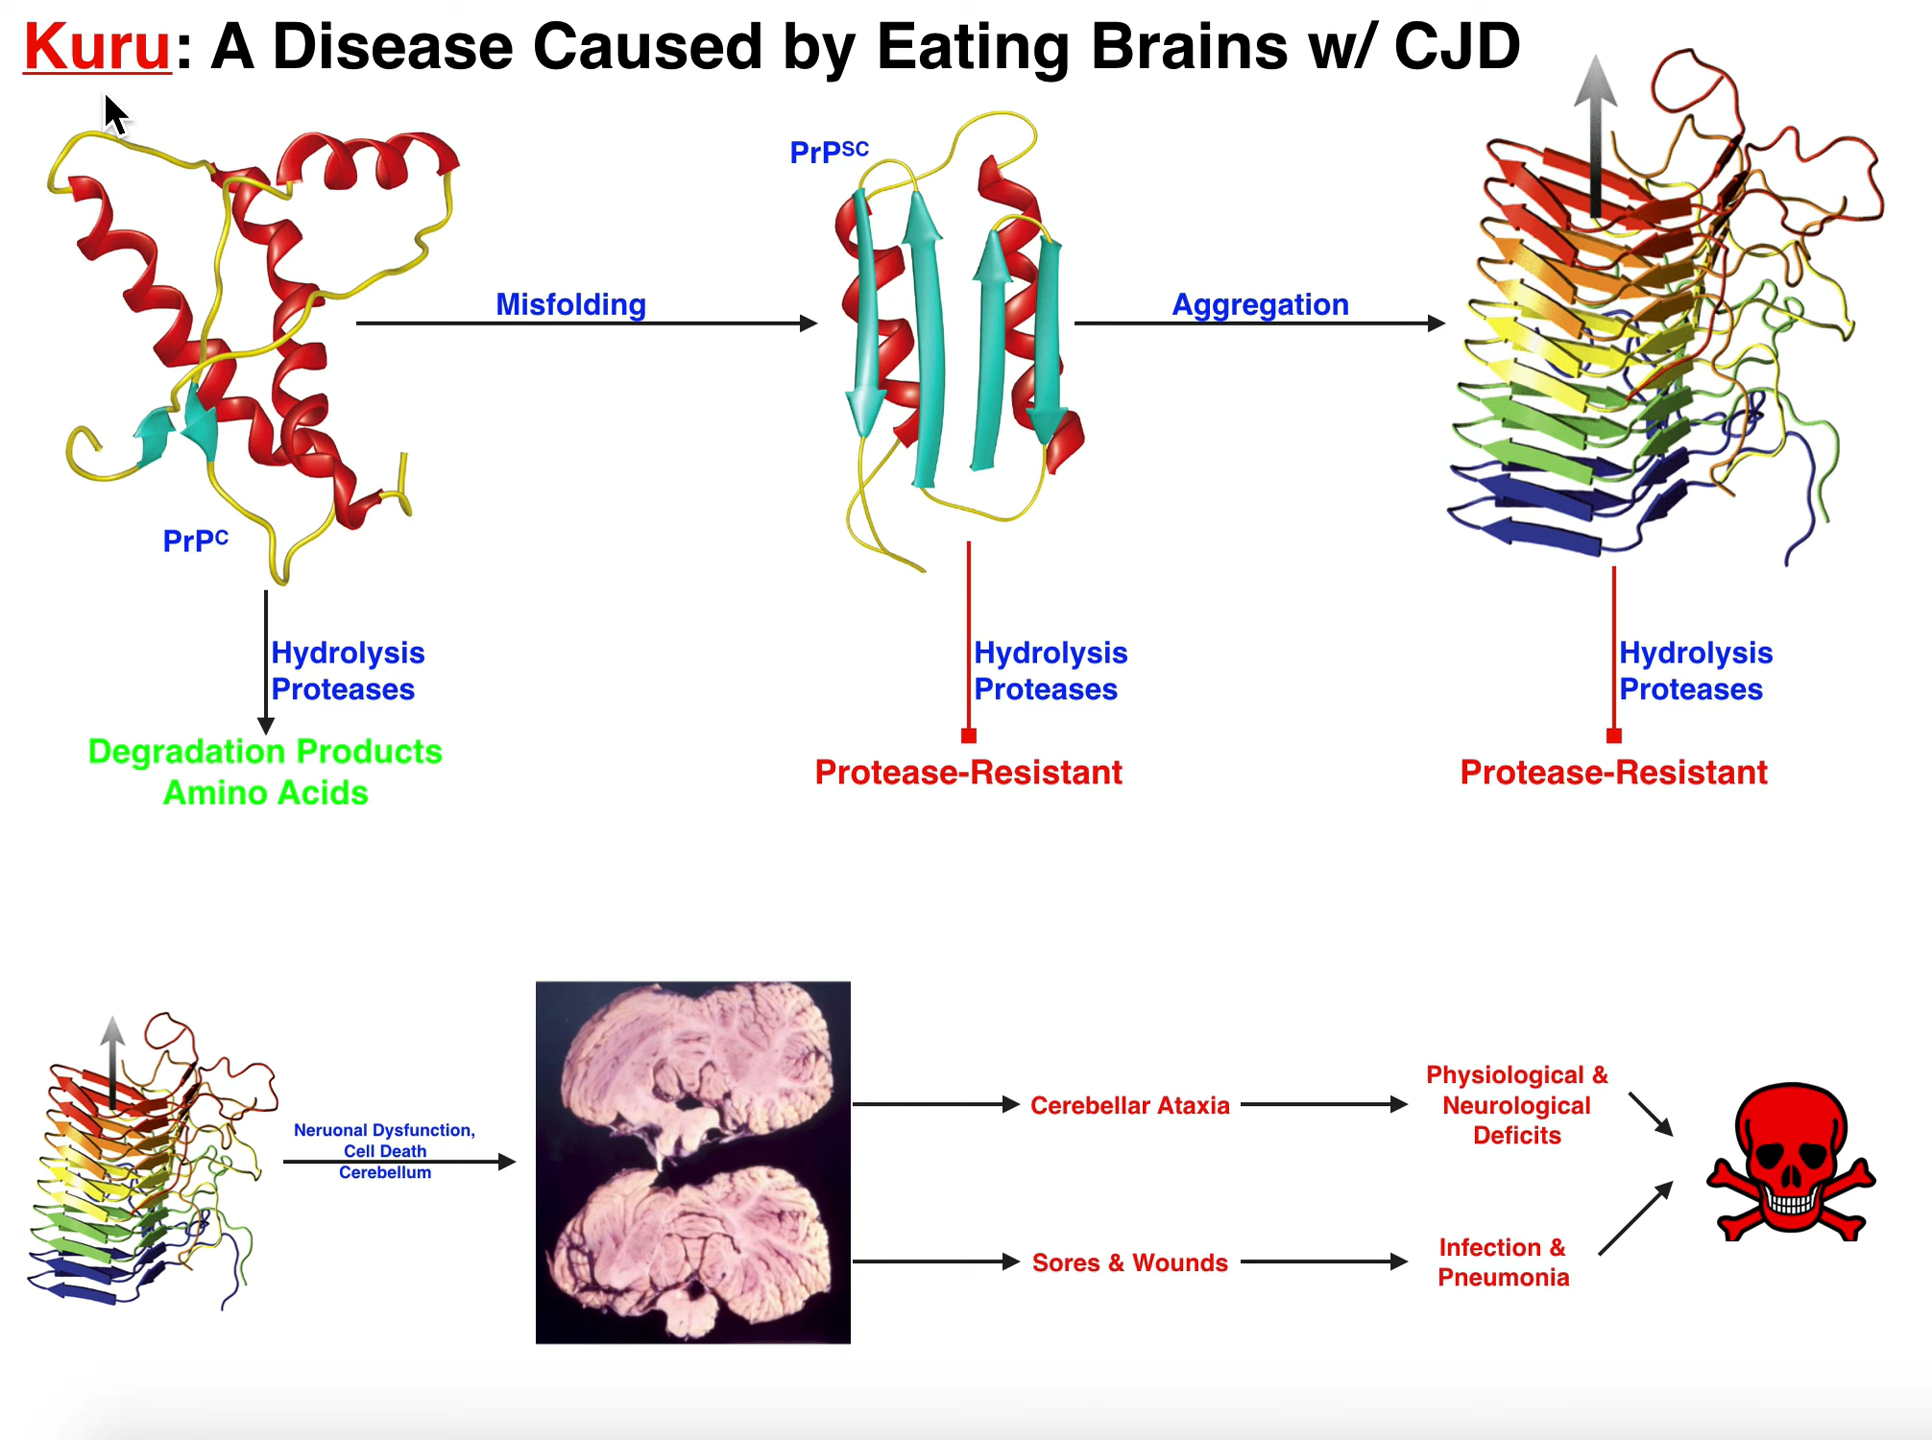 Kuru: A Disease Caused by Eating Brains w/ CJD
PrPC
Misfolding
PrPSC
Aggregation
Hydrolysis
Proteases
Degradation Products
Amino Acids
Hydrolysis
Proteases
Protease-Resistant
Hydrolysis
Proteases
Protease-Resistant
Neruonal Dysfunction,
Cell Death
Cerebellum
Cerebellar Ataxia
Physiological &
Neurological
Deficits
Sores & Wounds
Infection &
Pneumonia